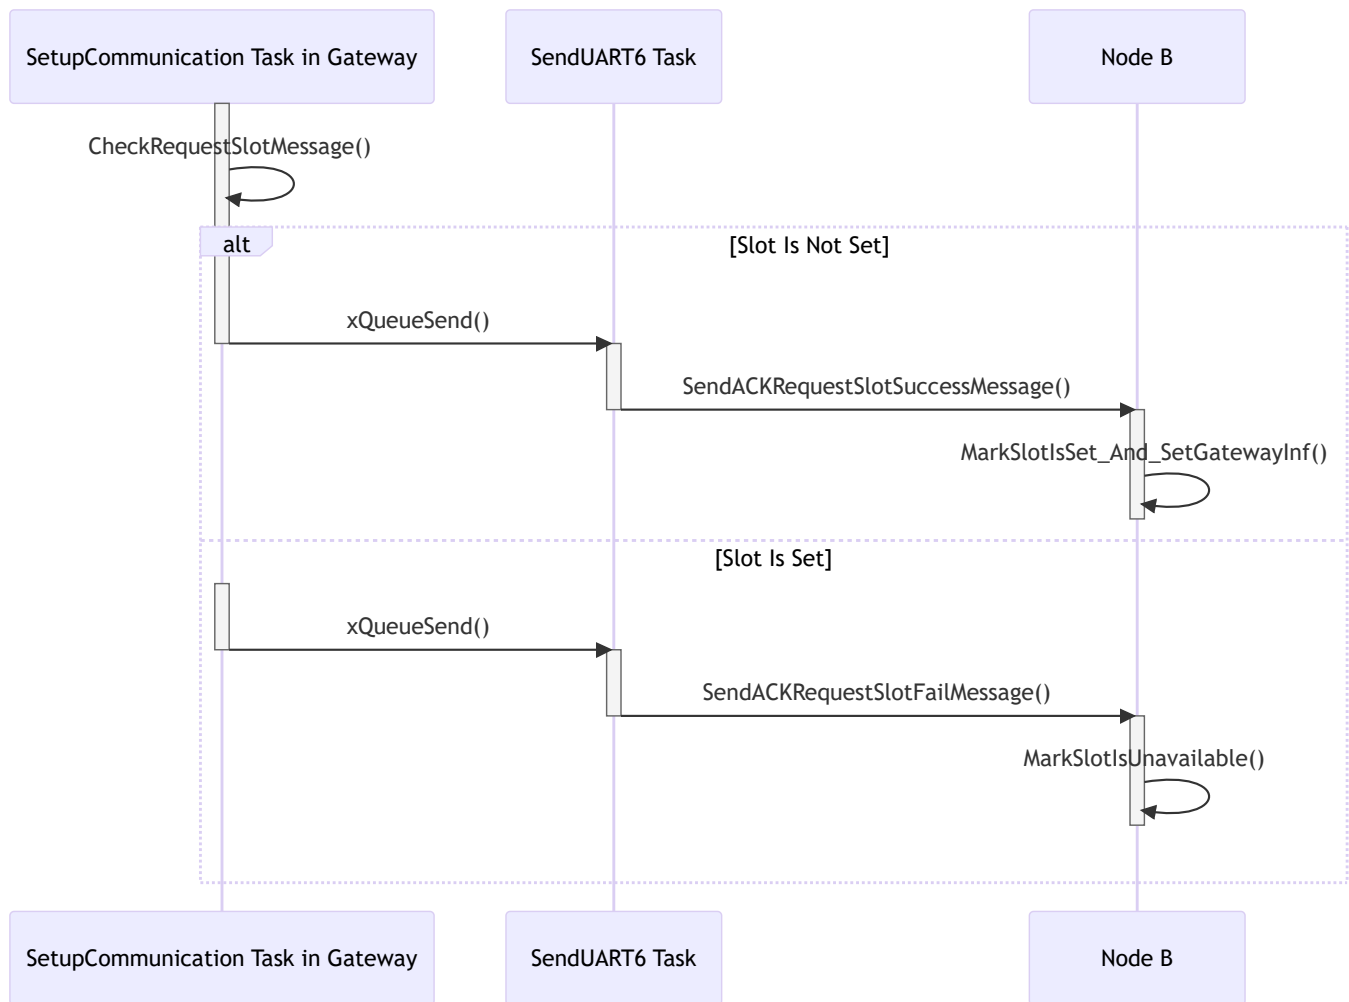 SetupCommunication Task in Gateway
SendUART6 Task
Node B
CheckRequestSlotMessage()
alt
[Slot Is Not Set]
xQueueSend()
SendACKRequestSlotSuccessMessage()
MarkSlotIsSet_And_SetGatewayInf()
[Slot Is Set]
xQueueSend()
SendACKRequestSlotFailMessage()
MarkSlotIsUnavailable()
SetupCommunication Task in Gateway
SendUART6 Task
Node B